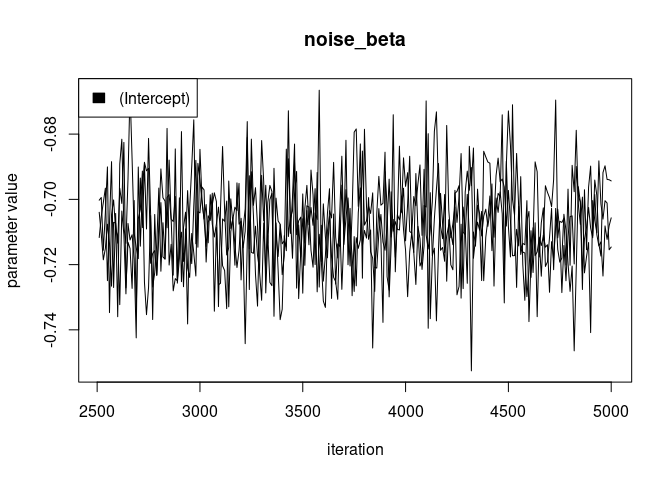 noise_beta
(Intercept)
-0.68
-0.70
-0.72
-0.74
parameter value
2500 3000 3500 4000 4500 5000
iteration